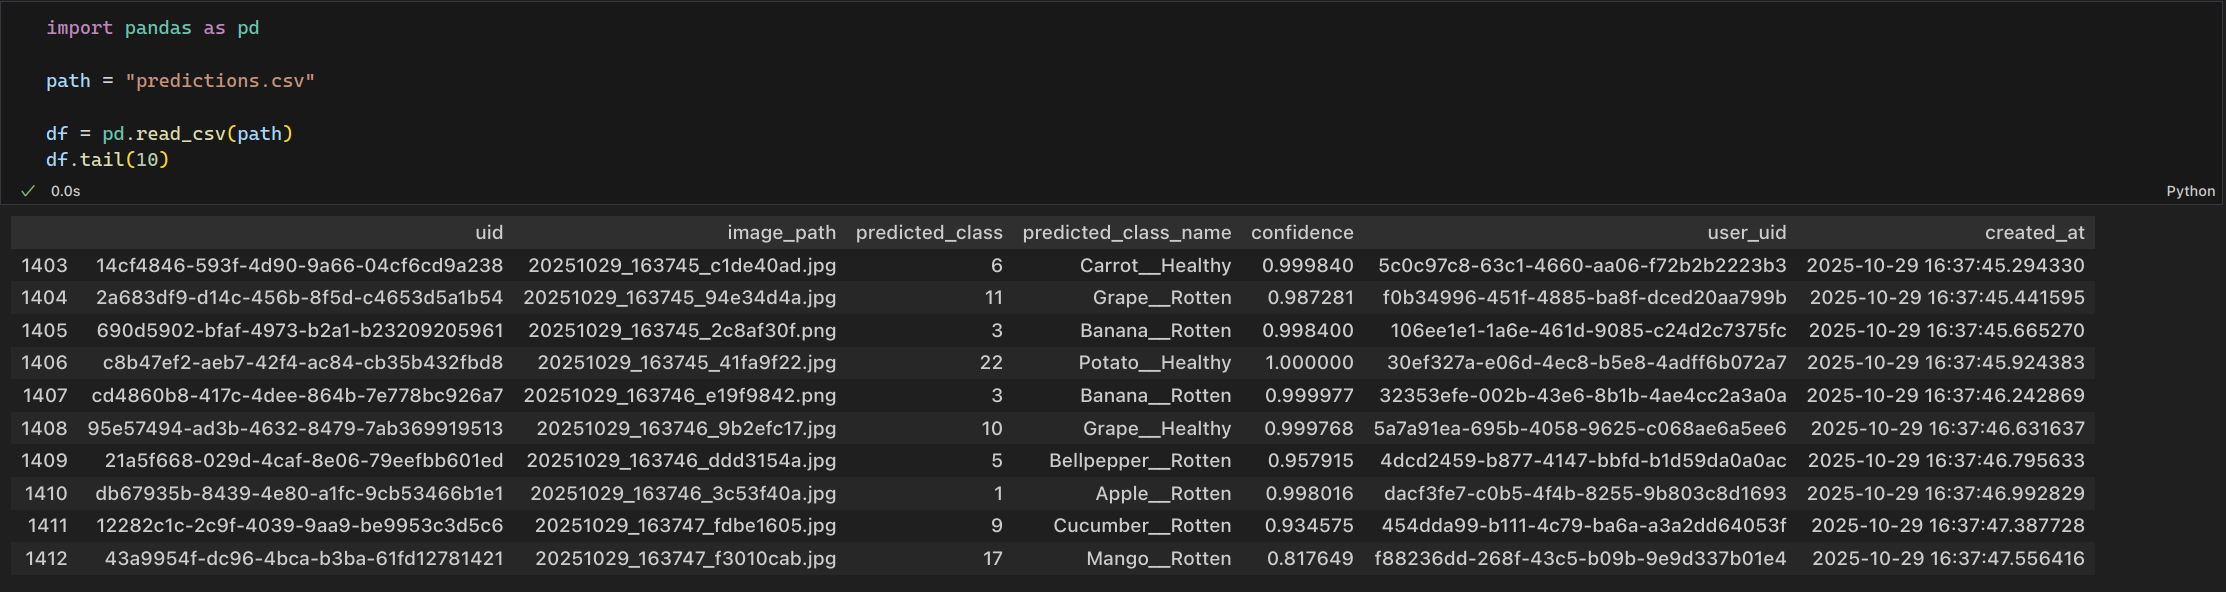 import pandas as pd
path = "predictions.csv"
df = pd.read_csv(path)
df.tail(10)
0.0s
Python
uid image_path predicted_class predicted_class_name confidence user_uid created_at
1403 14cf4846-593f-4d90-9a66-04cf6cd9a238 20251029_163745_c1de40ad.jpg 6 Carrot__Healthy 0.999840 5c0c97c8-63c1-4660-aa06-f72b2b2223b3 2025-10-29 16:37:45.294330
1404 2a683df9-d14c-456b-8f5d-c4653d5a1b54 20251029_163745_94e34d4a.jpg 11 Grape__Rotten 0.987281 f0b34996-451f-4885-ba8f-dced20aa799b 2025-10-29 16:37:45.441595
1405 690d5902-bfaf-4973-b2a1-b23209205961 20251029_163745_2c8af30f.png 3 Banana__Rotten 0.998400 106ee1e1-1a6e-461d-9085-c24d2c7375fc 2025-10-29 16:37:45.665270
1406 c8b47ef2-aeb7-42f4-ac84-cb35b432fbd8 20251029_163745_41fa9f22.jpg 22 Potato__Healthy 1.000000 30ef327a-e06d-4ec8-b5e8-4adff6b072a7 2025-10-29 16:37:45.924383
1407 cd4860b8-417c-4dee-864b-7e778bc926a7 20251029_163746_e19f9842.png 3 Banana__Rotten 0.999977 32353efe-002b-43e6-8b1b-4ae4cc2a3a0a 2025-10-29 16:37:46.242869
1408 95e57494-ad3b-4632-8479-7ab369919513 20251029_163746_9b2efc17.jpg 10 Grape__Healthy 0.999768 5a7a91ea-695b-4058-9625-c068ae6a5ee6 2025-10-29 16:37:46.631637
1409 21a5f668-029d-4caf-8e06-79eefbb601ed 20251029_163746_ddd3154a.jpg 5 Bellpepper__Rotten 0.957915 4dcd2459-b877-4147-bbfd-b1d59da0a0ac 2025-10-29 16:37:46.795633
1410 db67935b-8439-4e80-a1fc-9cb53466b1e1 20251029_163746_3c53f40a.jpg 1 Apple__Rotten 0.998016 dacf3fe7-c0b5-4f4b-8255-9b803c8d1693 2025-10-29 16:37:46.992829
1411 12282c1c-2c9f-4039-9aa9-be9953c3d5c6 20251029_163747_fdbe1605.jpg 9 Cucumber__Rotten 0.934575 454dda99-b111-4c79-ba6a-a3a2dd64053f 2025-10-29 16:37:47.387728
1412 43a9954f-dc96-4bca-b3ba-61fd12781421 20251029_163747_f3010cab.jpg 17 Mango__Rotten 0.817649 f88236dd-268f-43c5-b09b-9e9d337b01e4 2025-10-29 16:37:47.556416